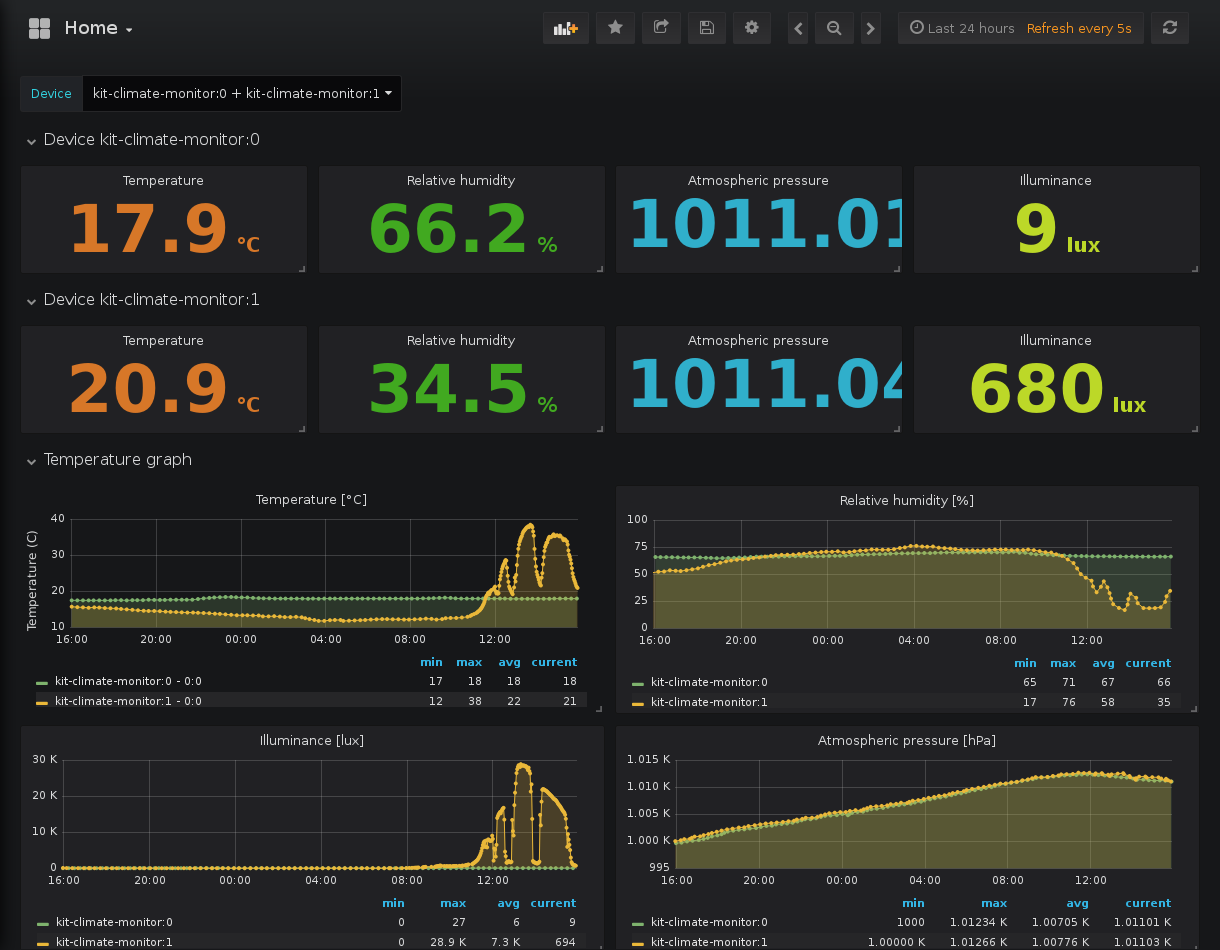 Home
Last 24 hours Refresh every 5s
Device kit-climate-monitor:0 + kit-climate-monitor:1
Device kit-climate-monitor:0
Temperature Relative humidity Atmospheric pressure Illuminance
17.9 °C 66.2 % 1011.01 9 lux
Device kit-climate-monitor:1
Temperature Relative humidity Atmospheric pressure Illuminance
20.9 °C 34.5 % 1011.04 680 lux
Temperature graph
Temperature [°C]
Temperature (C)
40
30
20
10
16:00 20:00 00:00 04:00 08:00 12:00
min max avg current
kit-climate-monitor:0 - 0:0 17 18 18 18
kit-climate-monitor:1 - 0:0 12 38 22 21
Relative humidity [%]
100
75
50
25
0
16:00 20:00 00:00 04:00 08:00 12:00
min max avg current
kit-climate-monitor:0 65 71 67 66
kit-climate-monitor:1 17 76 58 35
Illuminance [lux]
30 K
20 K
10 K
0
16:00 20:00 00:00 04:00 08:00 12:00
min max avg current
kit-climate-monitor:0 0 27 6 9
kit-climate-monitor:1 0 28.9 K 7.3 K 694
Atmospheric pressure [hPa]
1.015 K
1.010 K
1.005 K
1.000 K
995
16:00 20:00 00:00 04:00 08:00 12:00
min max avg current
kit-climate-monitor:0 1000 1.01234 K 1.00705 K 1.01101 K
kit-climate-monitor:1 1.00000 K 1.01266 K 1.00776 K 1.01103 K